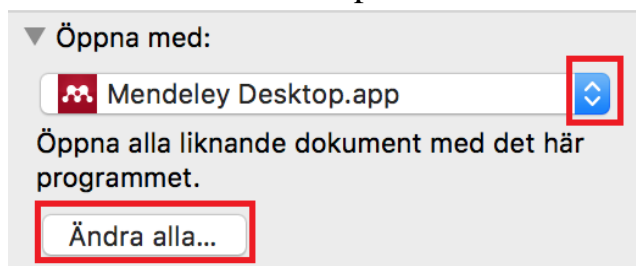 Öppna med:
Mendeley Desktop.app
Öppna alla liknande dokument med det här
programmet.
Ändra alla...